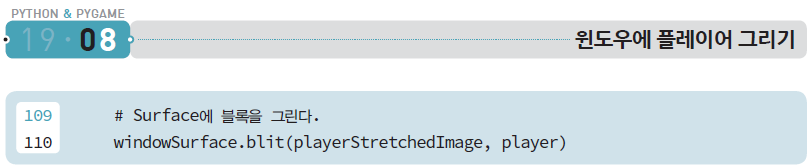 PYTHON & PYGAME
19·08
윈도우에 플레이어 그리기
109 # Surface에 블록을 그린다.
110 windowSurface.blit(playerStretchedImage, player)